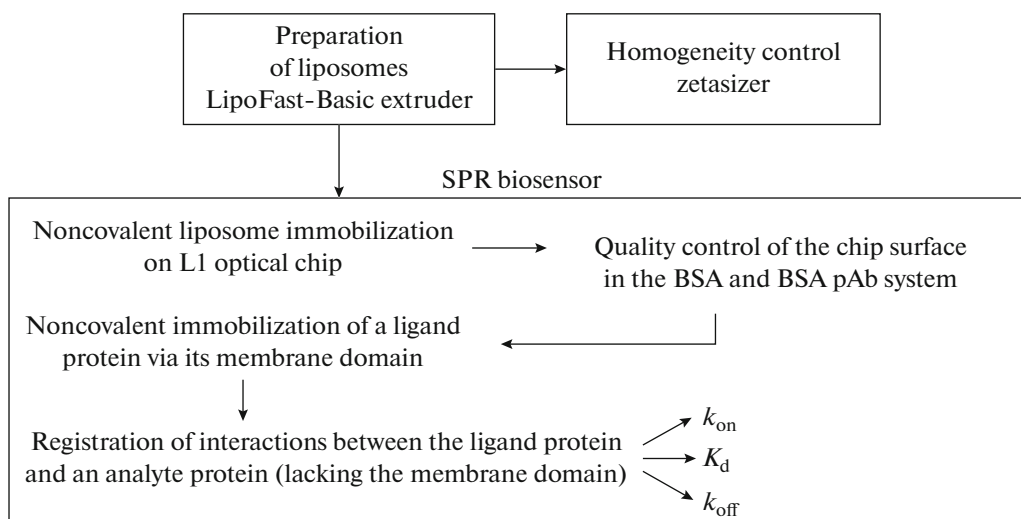 Preparation
of liposomes
LipoFast-Basic extruder
Homogeneity control
zetasizer
SPR biosensor
Noncovalent liposome immobilization
on L1 optical chip
Quality control of the chip surface
in the BSA and BSA pAb system
Noncovalent immobilization of a ligand
protein via its membrane domain
Registration of interactions between the ligand protein
and an analyte protein (lacking the membrane domain)
kon
Kd
koff